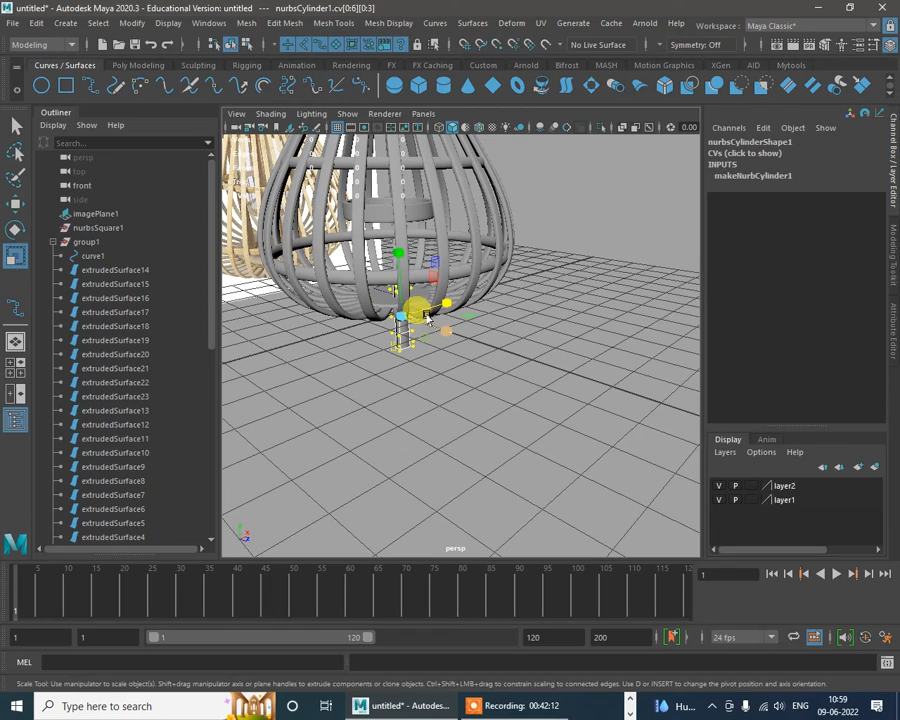 untitled* - Autodesk Maya 2020.3 - Educational Version: untitled --- nurbsCylinder1.cv[0:6][0:3]
File Edit Create Select Modify Display Windows Mesh Edit Mesh Mesh Tools Mesh Display Curves Surfaces Deform UV Generate Cache Arnold Help Workspace : Maya Classic*
Modeling No Live Surface Symmetry: Off
Curves / Surfaces Poly Modeling Sculpting Rigging Animation Rendering FX FX Caching Custom Arnold Bifrost MASH Motion Graphics XGen AID Toolbox
Outliner
Display Show Help
Search...
persp
top
front
side
imagePlane1
nurbsSquare1
group1
curve1
extrudedSurface14
extrudedSurface15
extrudedSurface16
extrudedSurface17
extrudedSurface18
extrudedSurface19
extrudedSurface20
extrudedSurface21
extrudedSurface22
extrudedSurface23
extrudedSurface13
extrudedSurface12
extrudedSurface11
extrudedSurface10
extrudedSurface9
extrudedSurface8
extrudedSurface7
extrudedSurface6
extrudedSurface5
extrudedSurface4
View Shading Lighting Show Renderer Panels
0.00
persp
Channels Edit Object Show
nurbsCylinderShape1
CVs (click to show)
INPUTS
makeNurbCylinder1
Channel Box / Layer Editor
Modeling Toolkit
Attribute Editor
Display Anim
Layers Options Help
V P layer2
V P layer1
5 10 15 20 25 30 35 40 45 50 55 60 65 70 75 80 85 90 95 100 105 110 115 12
1
1
1 1 1 120 120 200 24 fps
MEL
Scale Tool: Use manipulator to scale object(s). Shift+drag manipulator axis or plane handles to extrude components or clone objects. Ctrl+Shift+LMB+drag to constrain scaling to connected edges. Use D or INSERT to change the pivot position and axis orientation.
Type here to search
untitled* - Autodes...
Recording: 00:42:12
Hu...
ENG
10:59
09-06-2022